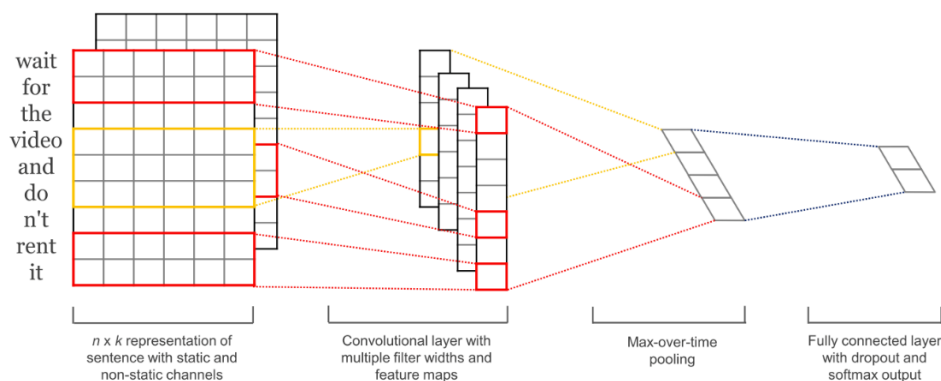 wait
for
the
video
and
do
n't
rent
it
n x k representation of
sentence with static and
non-static channels
Convolutional layer with
multiple filter widths and
feature maps
Max-over-time
pooling
Fully connected layer
with dropout and
softmax output